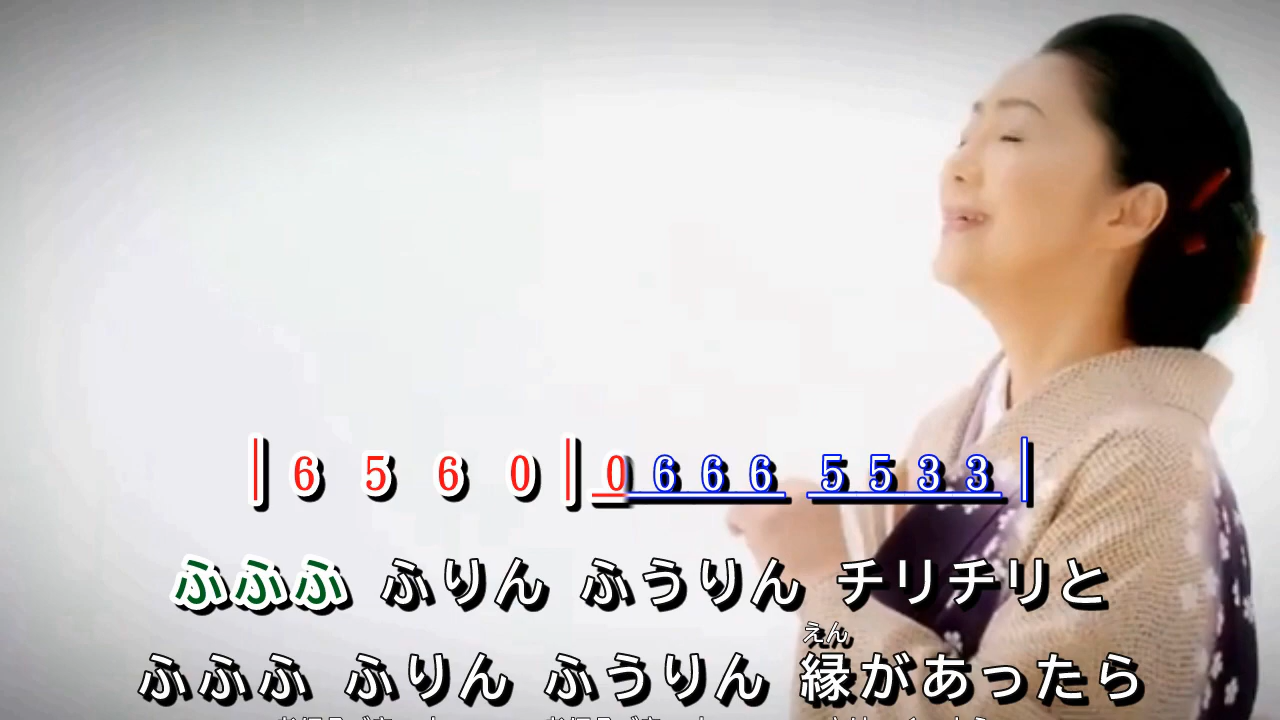 | 6 5 6 0 | 0 6 6 6 5 5 3 3 |
ふふふ ふりん ふうりん チリチリと
えん
ふふふ ふりん ふうりん 縁があったら